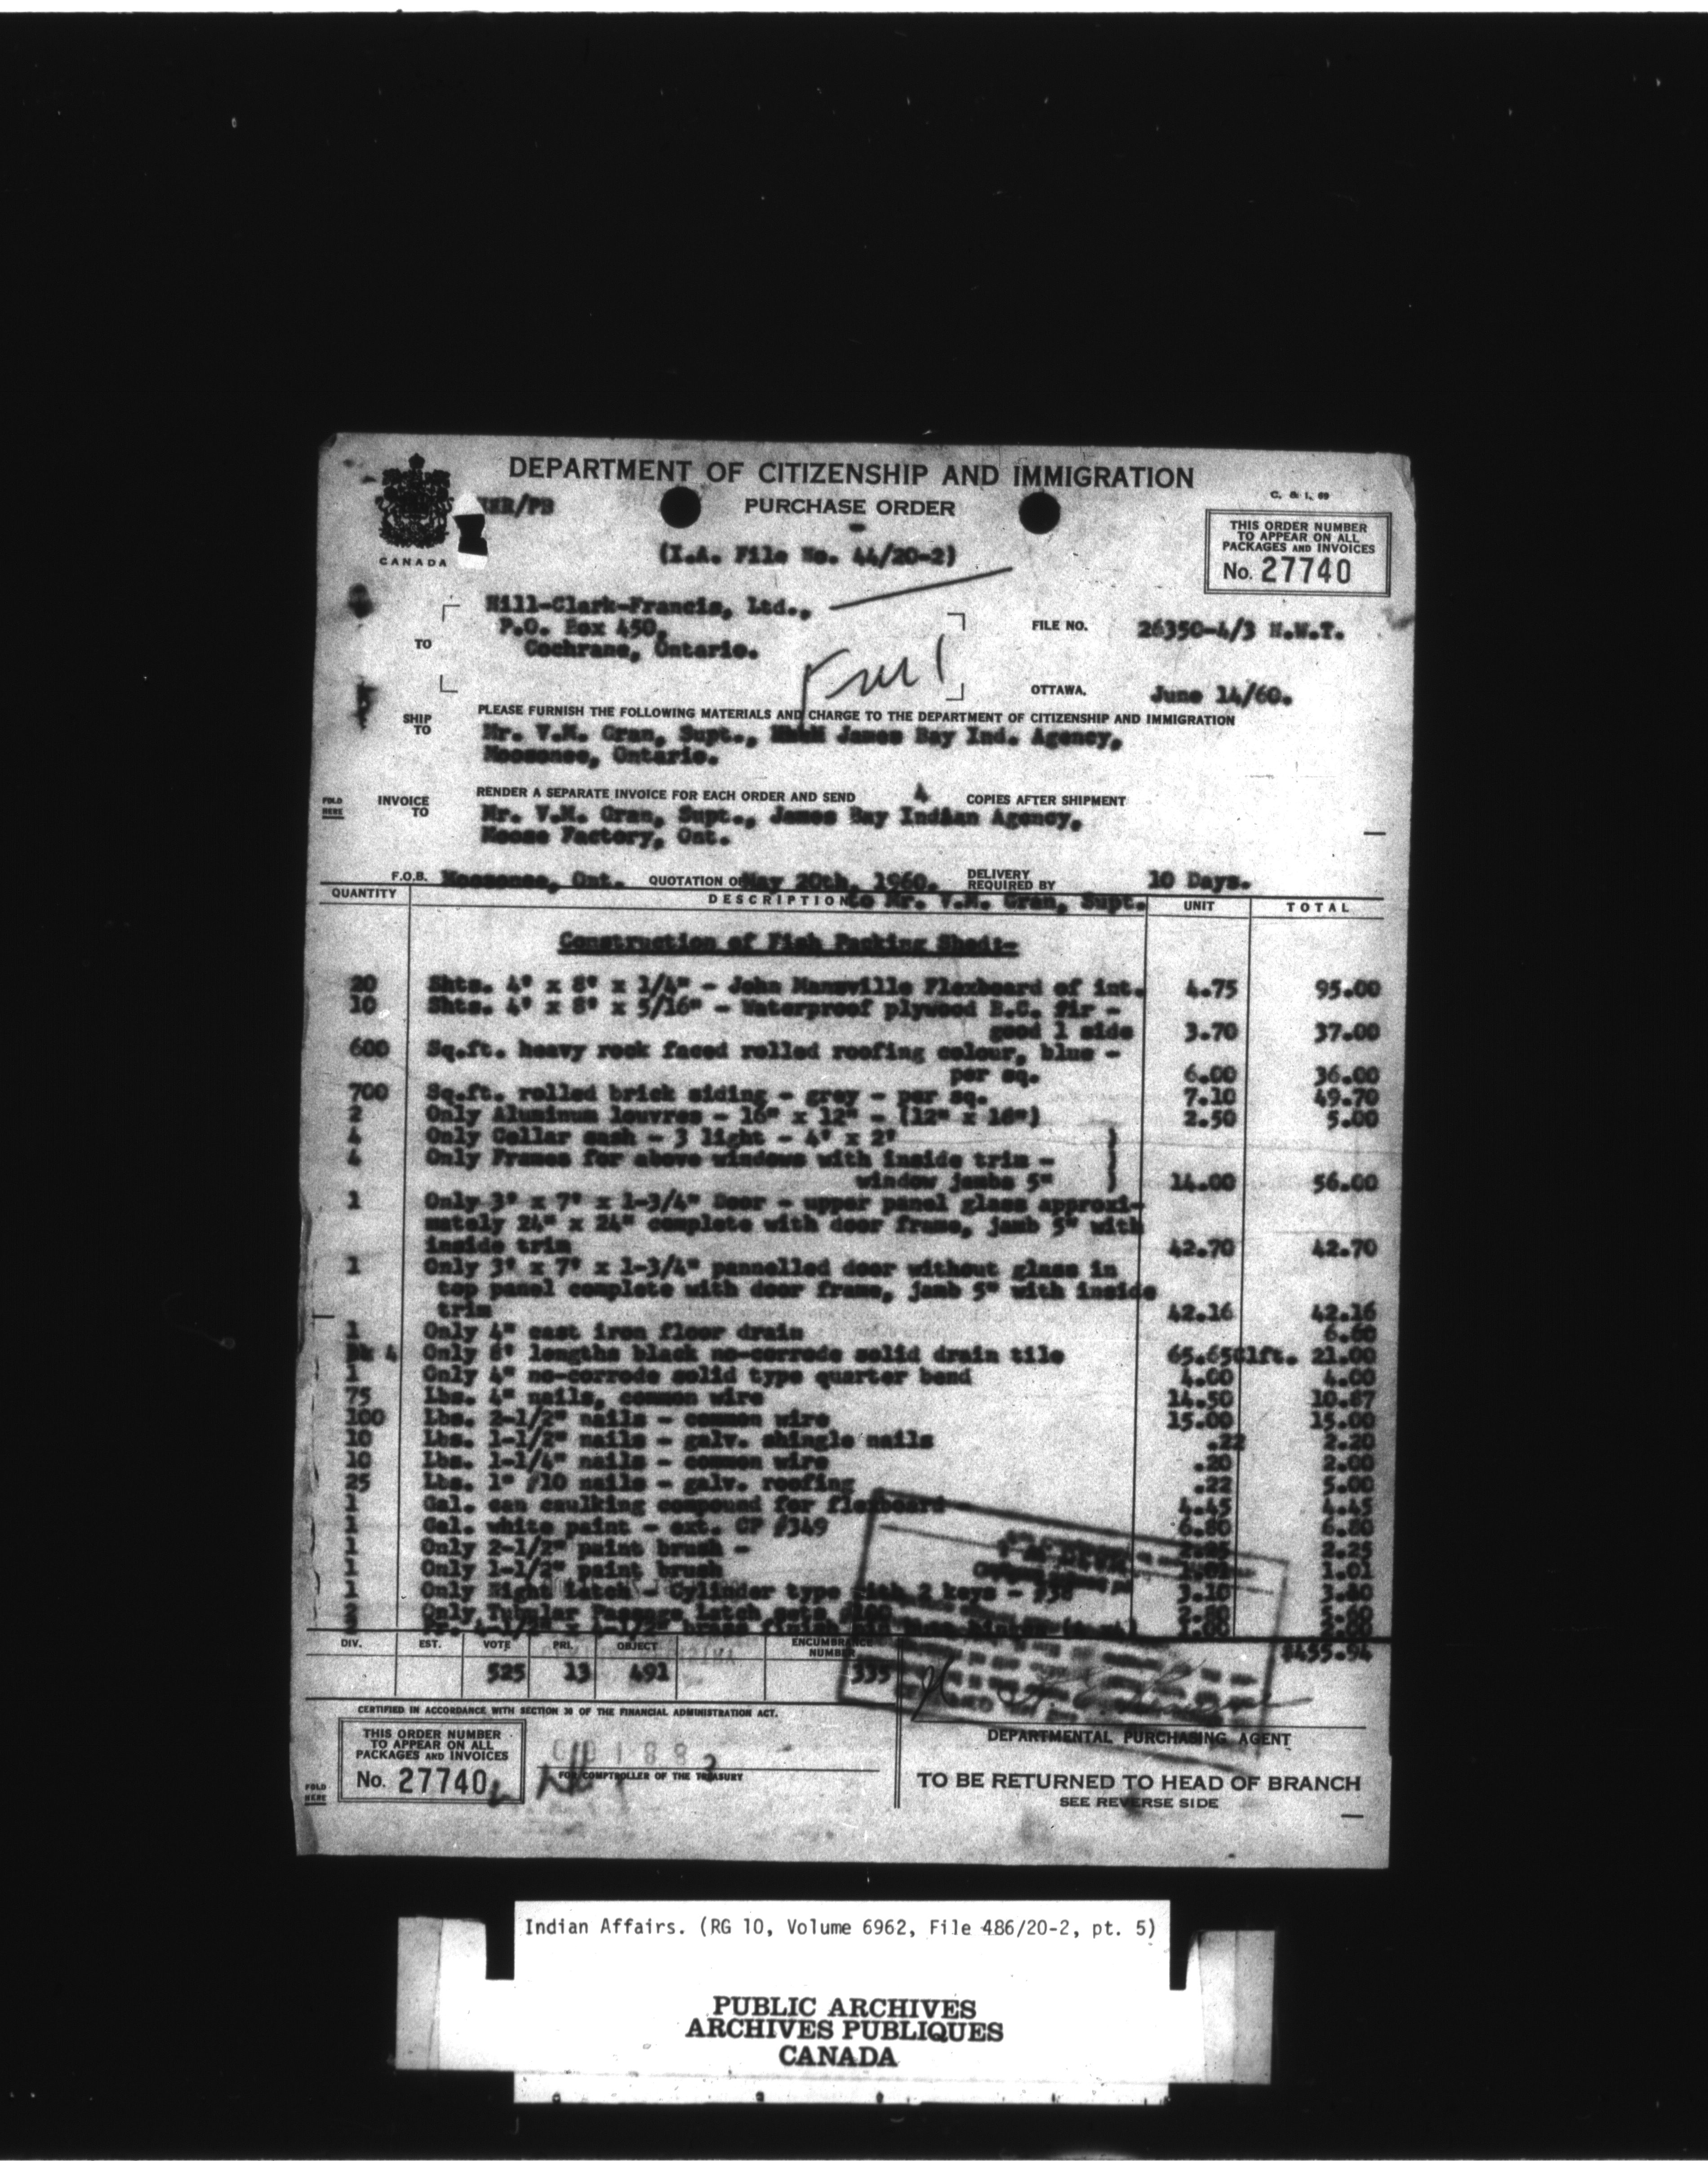 DEPARTMENT OF CITIZENSHIP AND IMMIGRATION
PURCHASE ORDER
C. & I. 69
CANADA
THIS ORDER NUMBER
TO APPEAR ON ALL
PACKAGES AND INVOICES
No. 27740
(I.A. File No. 44/20-2)
TO
Hill-Clark-Francis, Ltd.,
P.O. Box 450,
Cochrane, Ontario.
FILE NO. 26350-4/3 N.W.T.
OTTAWA. June 14/60.
PLEASE FURNISH THE FOLLOWING MATERIALS AND CHARGE TO THE DEPARTMENT OF CITIZENSHIP AND IMMIGRATION
SHIP TO
Mr. V.M. Gran, Supt., James Bay Ind. Agency,
Moosonee, Ontario.
RENDER A SEPARATE INVOICE FOR EACH ORDER AND SEND 4 COPIES AFTER SHIPMENT
FOLD HERE
INVOICE TO
Mr. V.M. Gran, Supt., James Bay Indian Agency,
Moose Factory, Ont.
F.O.B. Moosonee, Ont. QUOTATION OF May 20th, 1960. DELIVERY REQUIRED BY 10 Days.
QUANTITY DESCRIPTION to Mr. V.M. Gran, Supt. UNIT TOTAL
Construction of Fish Packing Shed:-
20 Shts. 4' x 8' x 1/4" - John Mansville Flexboard of int. 4.75 95.00
10 Shts. 4' x 8' x 5/16" - Waterproof plywood B.C. fir -
good 1 side 3.70 37.00
600 Sq.ft. heavy rock faced rolled roofing colour, blue -
per sq. 6.00 36.00
700 Sq.ft. rolled brick siding - grey - per sq. 7.10 49.70
2 Only Aluminum louvres - 16" x 12" - (12" x 16") 2.50 5.00
4 Only Cellar sash - 3 light - 4' x 2'
4 Only Frames for above windows with inside trim -
window jambs 5" 14.00 56.00
1 Only 3' x 7' x 1-3/4" Door - upper panel glass approxi-
mately 24" x 24" complete with door frame, jamb 5" with
inside trim 42.70 42.70
1 Only 3' x 7' x 1-3/4" pannelled door without glass in
top panel complete with door frame, jamb 5" with inside
trim 42.16 42.16
1 Only 4" cast iron floor drain 6.60
4 Only 8' lengths black no-corrode solid drain tile 65.65 lft. 21.00
1 Only 4" no-corrode solid type quarter bend 4.00 4.00
75 Lbs. 4" nails, common wire 14.50 10.87
100 Lbs. 2-1/2" nails - common wire 15.00 15.00
10 Lbs. 1-1/2" nails - galv. shingle nails .22 2.20
10 Lbs. 1-1/4" nails - common wire .20 2.00
25 Lbs. 1" #10 nails - galv. roofing .22 5.00
1 Gal. can caulking compound for flexboard 4.45 4.45
1 Gal. white paint - ext. CP #349 6.80 6.80
1 Only 2-1/2" paint brush - 2.25
1 Only 1-1/2" paint brush 1.01
1 Only Night Latch - Cylinder type with 2 keys 3.10
2 Only Tubular Passage Latch sets
DIV. EST. VOTE PRI. OBJECT ENCUMBRANCE NUMBER
525 13 491 335
$455.94
CERTIFIED IN ACCORDANCE WITH SECTION 30 OF THE FINANCIAL ADMINISTRATION ACT.
THIS ORDER NUMBER
TO APPEAR ON ALL
PACKAGES AND INVOICES
No. 27740
FOR COMPTROLLER OF THE TREASURY
DEPARTMENTAL PURCHASING AGENT
FOLD HERE
TO BE RETURNED TO HEAD OF BRANCH
SEE REVERSE SIDE
Indian Affairs. (RG 10, Volume 6962, File 486/20-2, pt. 5)
PUBLIC ARCHIVES
ARCHIVES PUBLIQUES
CANADA